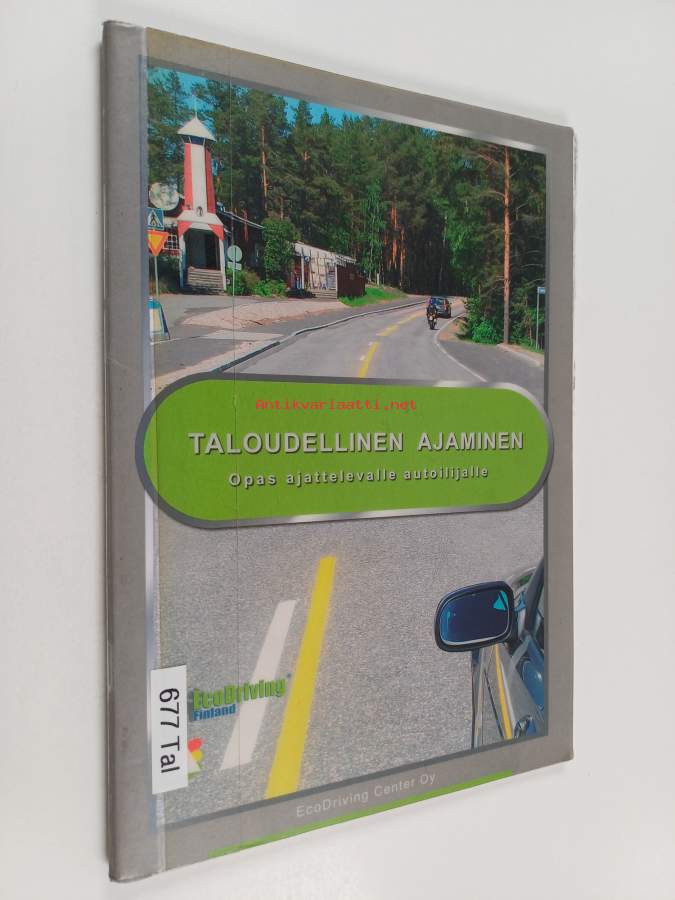 Antikvariaatti.net
TALOUDELLINEN AJAMINEN
Opas ajattelevalle autoilijalle
EcoDriving
Finland
677 Tal
EcoDriving Center Oy